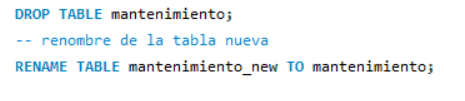 DROP TABLE mantenimiento;
-- renombre de la tabla nueva
RENAME TABLE mantenimiento_new TO mantenimiento;